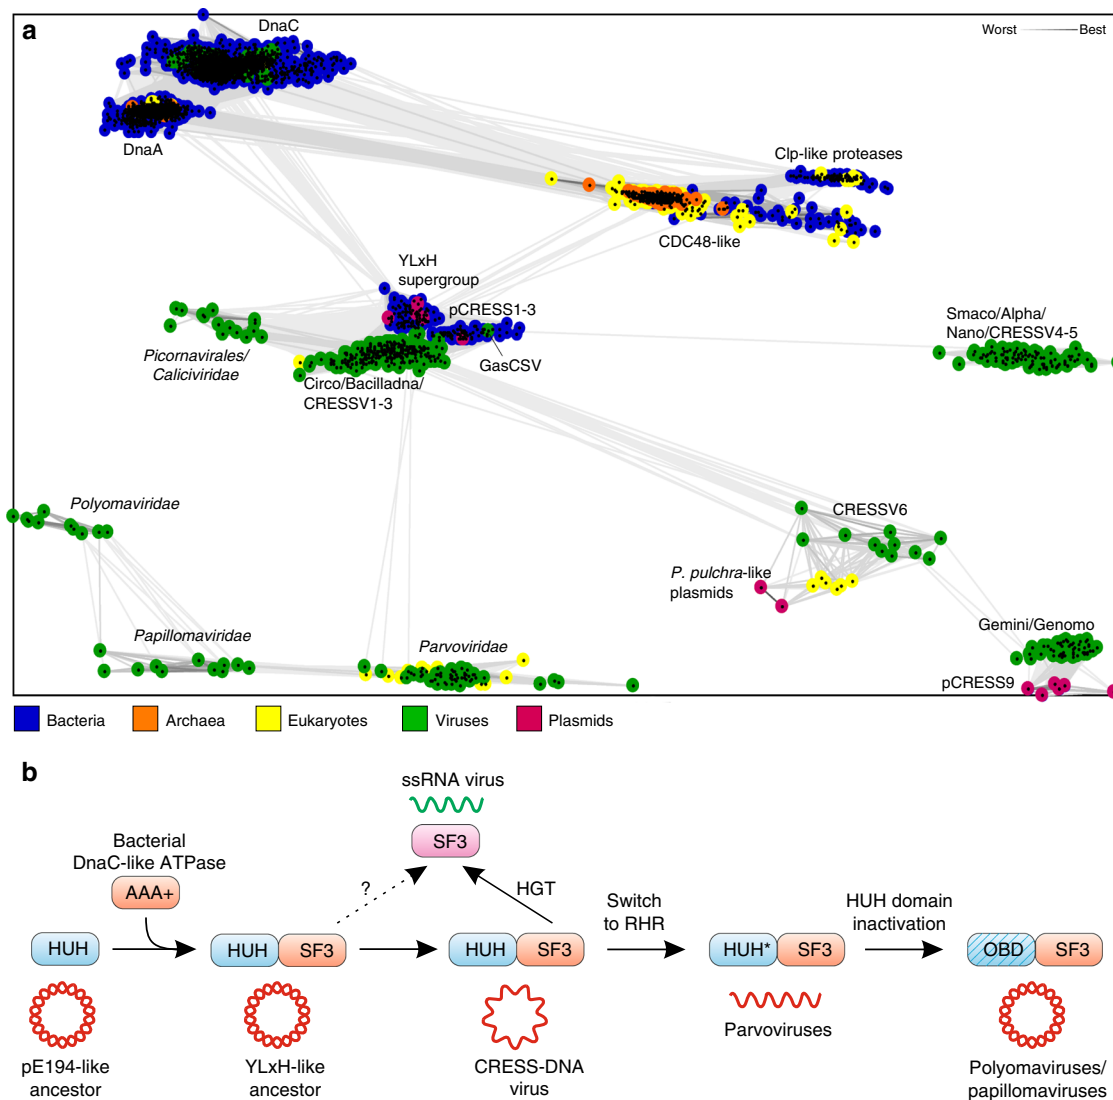 a
DnaC
Worst
Best
DnaA
Clp-like proteases
CDC48-like
YLxH
supergroup
pCRESS1-3
GasCSV
Picornavirales/
Caliciviridae
Circo/Bacilladna/
CRESSV1-3
Smaco/Alpha/
Nano/CRESSV4-5
Polyomaviridae
CRESSV6
P. pulchra-like
plasmids
Papillomaviridae
Parvoviridae
Gemini/Genomo
pCRESS9
Bacteria
Archaea
Eukaryotes
Viruses
Plasmids
b
ssRNA virus
SF3
Bacterial
DnaC-like ATPase
AAA+
?
HGT
Switch
to RHR
HUH domain
inactivation
HUH
HUH
SF3
HUH
SF3
HUH*
SF3
OBD
SF3
pE194-like
ancestor
YLxH-like
ancestor
CRESS-DNA
virus
Parvoviruses
Polyomaviruses/
papillomaviruses